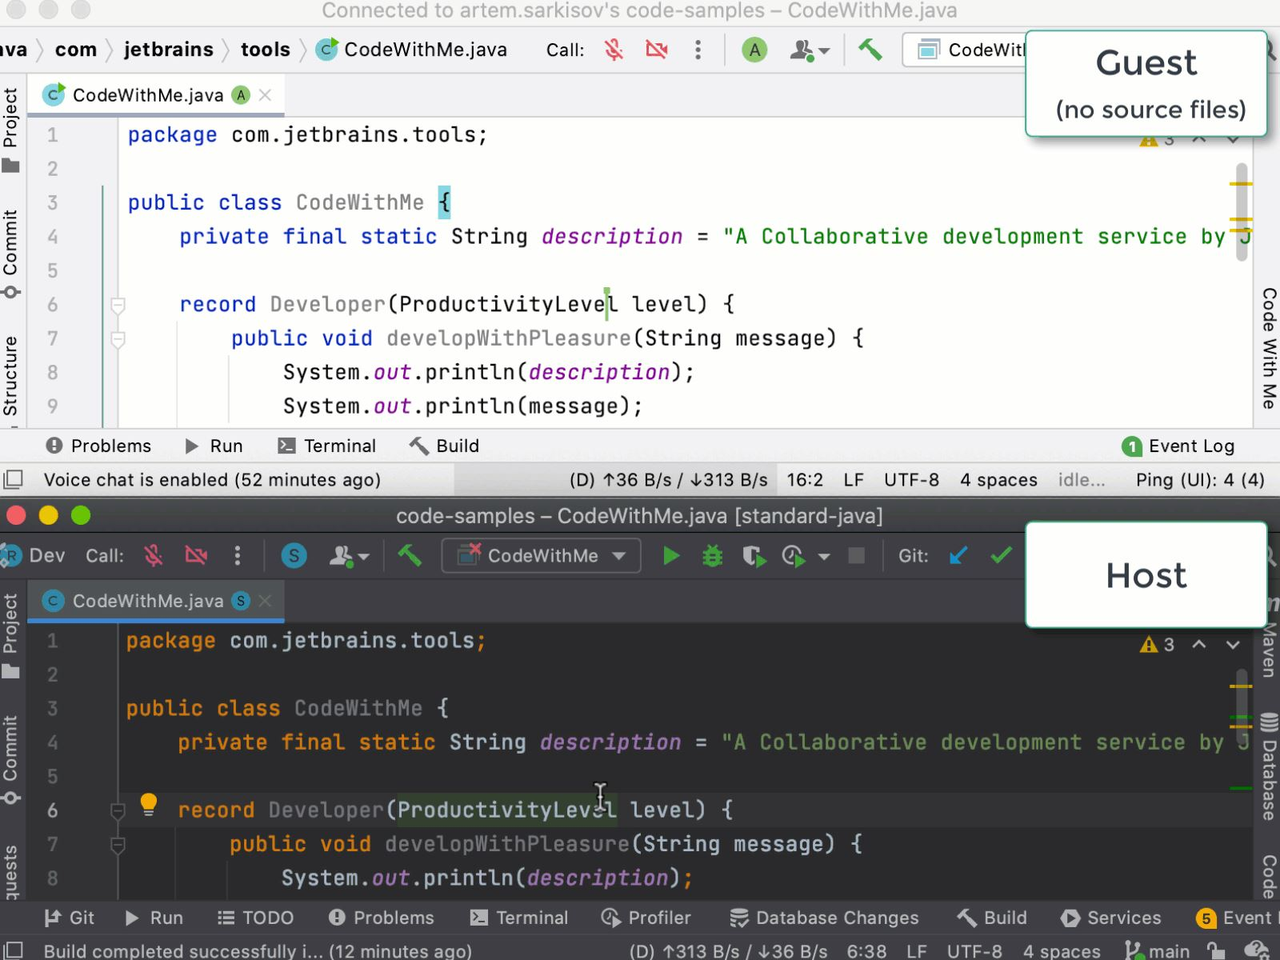 Connected to artem.sarkisov's code-samples – CodeWithMe.java
ava com jetbrains tools C CodeWithMe.java Call: A CodeWit
Guest
(no source files)
C CodeWithMe.java A
3
Project
Commit
Structure
1 package com.jetbrains.tools;
2
3 public class CodeWithMe {
4 private final static String description = "A Collaborative development service by J
5
6 record Developer(ProductivityLevel level) {
7 public void developWithPleasure(String message) {
8 System.out.println(description);
9 System.out.println(message);
Code With Me
Problems Run Terminal Build 1 Event Log
Voice chat is enabled (52 minutes ago) (D) ↑36 B/s / ↓313 B/s 16:2 LF UTF-8 4 spaces idle... Ping (UI): 4 (4)
code-samples – CodeWithMe.java [standard-java]
Dev Call: S CodeWithMe Git:
Host
C CodeWithMe.java S
3
Project
Commit
quests
1 package com.jetbrains.tools;
2
3 public class CodeWithMe {
4 private final static String description = "A Collaborative development service by J
5
6 record Developer(ProductivityLevel level) {
7 public void developWithPleasure(String message) {
8 System.out.println(description);
m
Maven
Database
Code
Git Run TODO Problems Terminal Profiler Database Changes Build Services 5 Event
Build completed successfully i... (12 minutes ago) (D) ↑313 B/s / ↓36 B/s 6:38 LF UTF-8 4 spaces main